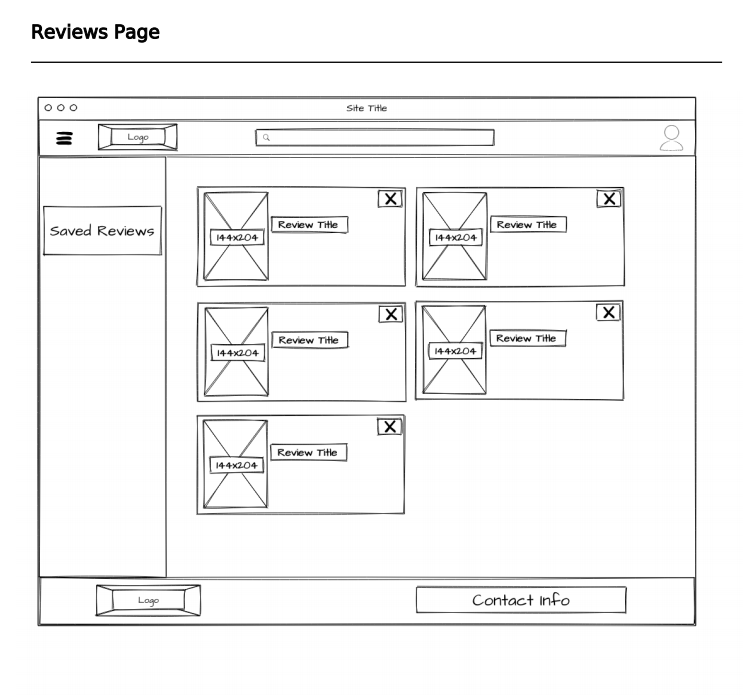 Reviews Page
Site Title
Logo
Saved Reviews
X
X
Review Title
Review Title
144x204
144x204
X
X
Review Title
Review Title
144x204
144x204
X
Review Title
144x204
Logo
Contact Info